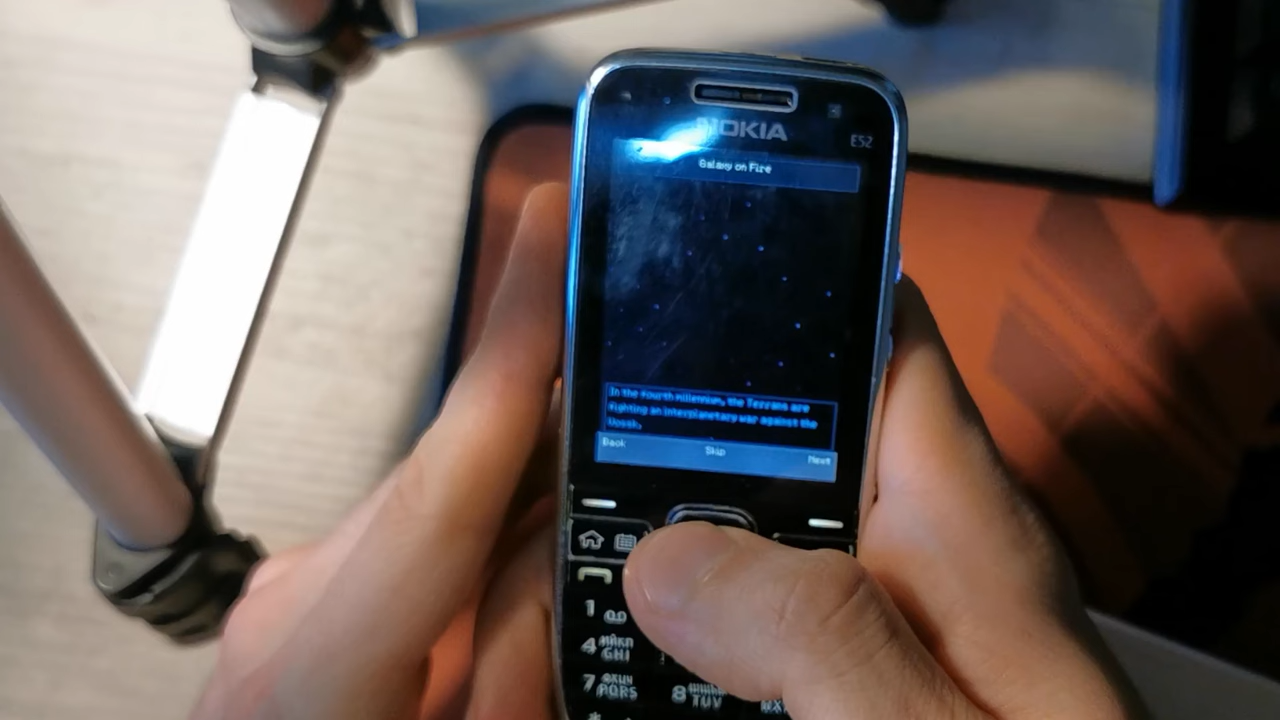 NOKIA
E52
Galaxy on Fire
In the fourth millennium, the Terrans are
fighting an interplanetary war against the
Vossk.
Back Skip Next
1
4 GHI
7 PQRS
8 TUV
*